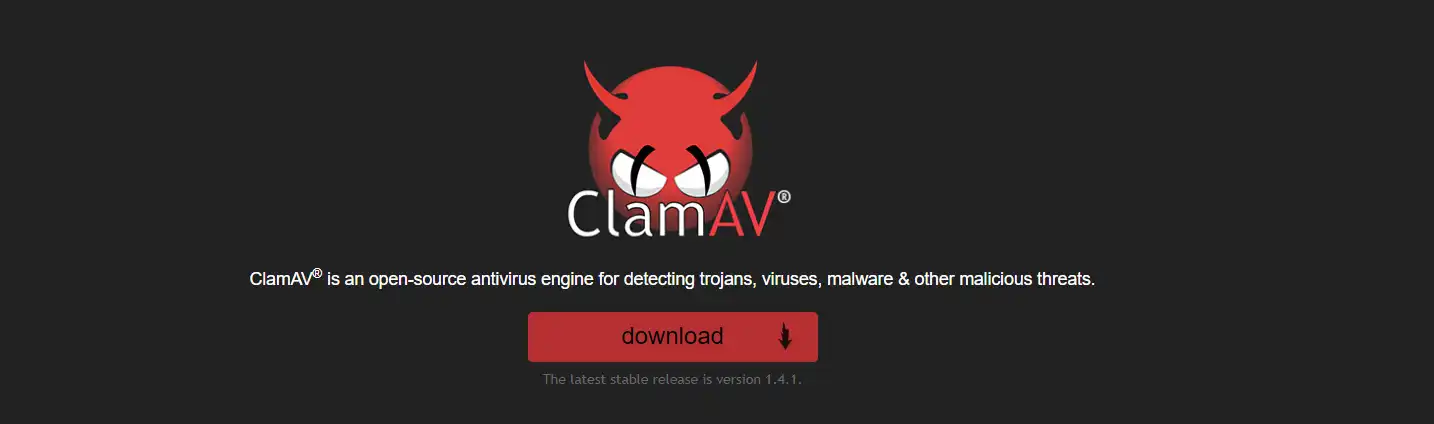 ClamAV®
ClamAV® is an open-source antivirus engine for detecting trojans, viruses, malware & other malicious threats.
download
The latest stable release is version 1.4.1.